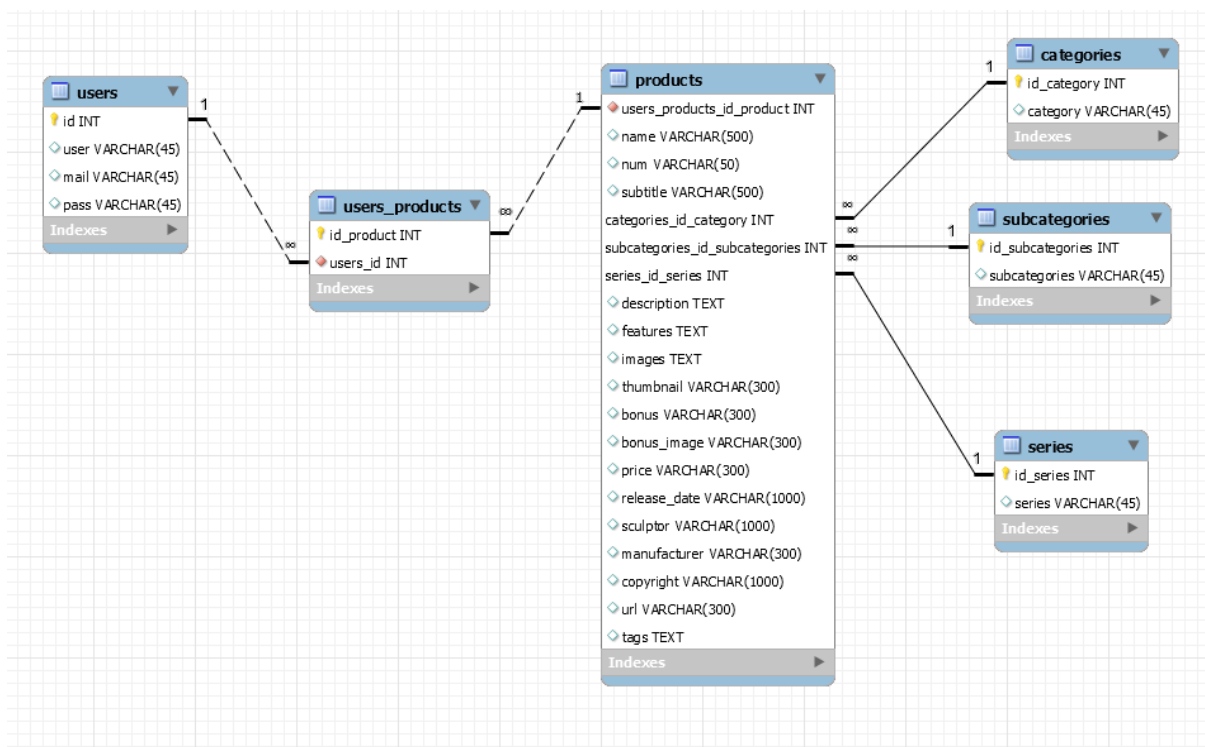 users
id INT
user VARCHAR(45)
mail VARCHAR(45)
pass VARCHAR(45)
Indexes
1
∞
users_products
id_product INT
users_id INT
Indexes
∞
1
products
users_products_id_product INT
name VARCHAR(500)
num VARCHAR(50)
subtitle VARCHAR(500)
categories_id_category INT
subcategories_id_subcategories INT
series_id_series INT
description TEXT
features TEXT
images TEXT
thumbnail VARCHAR(300)
bonus VARCHAR(300)
bonus_image VARCHAR(300)
price VARCHAR(300)
release_date VARCHAR(1000)
sculptor VARCHAR(1000)
manufacturer VARCHAR(300)
copyright VARCHAR(1000)
url VARCHAR(300)
tags TEXT
Indexes
∞
∞
∞
1
categories
id_category INT
category VARCHAR(45)
Indexes
1
subcategories
id_subcategories INT
subcategories VARCHAR(45)
Indexes
1
series
id_series INT
series VARCHAR(45)
Indexes